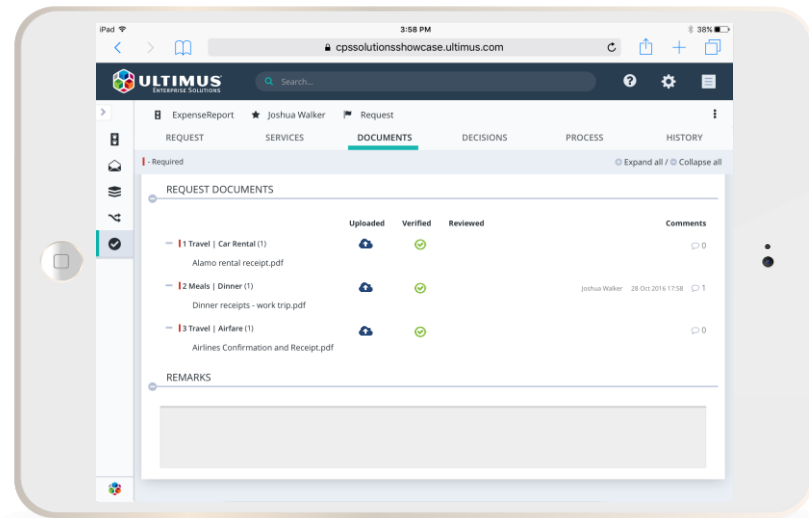 iPad 3:58 PM 38%
cpssolutionsshowcase.ultimus.com
ULTIMUS
ENTERPRISE SOLUTIONS
Search...
ExpenseReport Joshua Walker Request
REQUEST SERVICES DOCUMENTS DECISIONS PROCESS HISTORY
- Required Expand all / Collapse all
REQUEST DOCUMENTS
Uploaded Verified Reviewed Comments
1 Travel | Car Rental (1) 0
Alamo rental receipt.pdf
2 Meals | Dinner (1) Joshua Walker 28 Oct 2016 17:58 1
Dinner receipts - work trip.pdf
3 Travel | Airfare (1) 0
Airlines Confirmation and Receipt.pdf
REMARKS